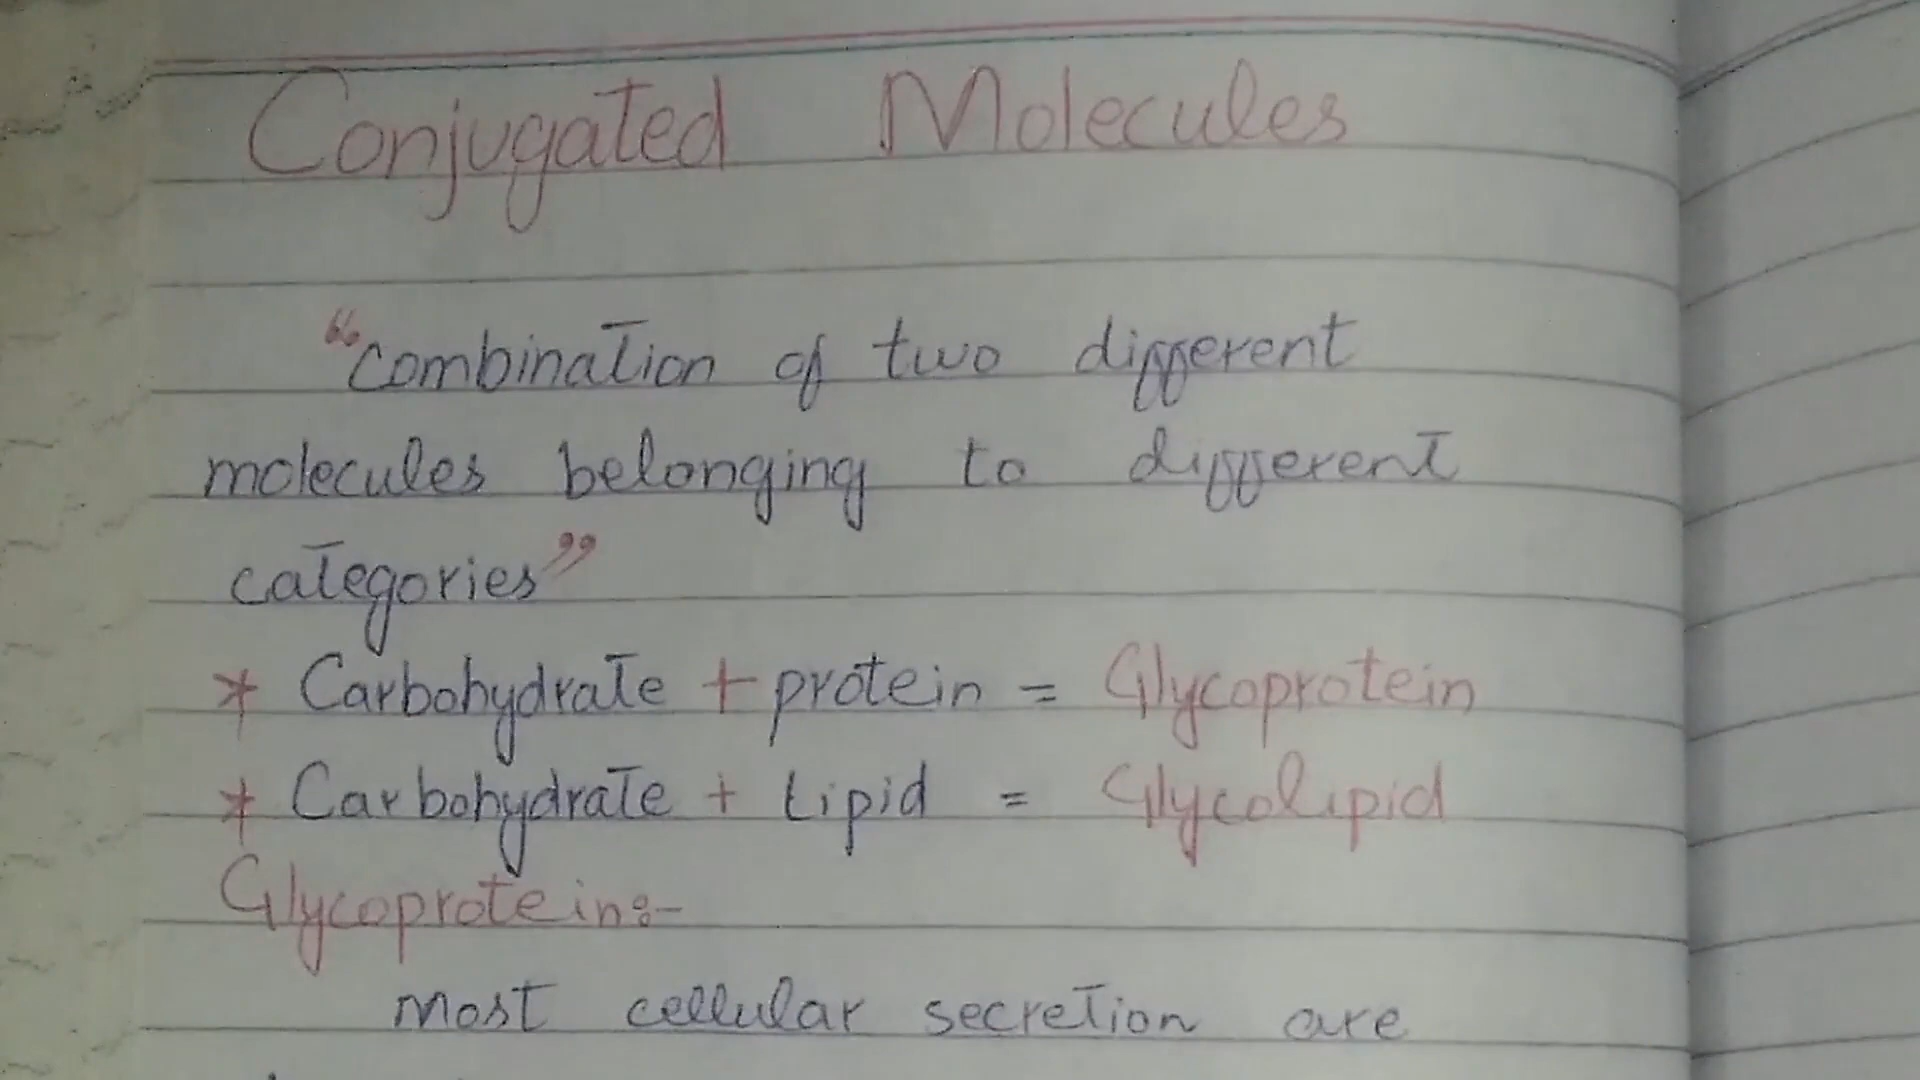 Conjugated Molecules
“Combination of two different
molecules belonging to different
categories”
* Carbohydrate + protein = Glycoprotein
* Carbohydrate + Lipid = Glycolipid
Glycoprotein:-
Most cellular secretion are